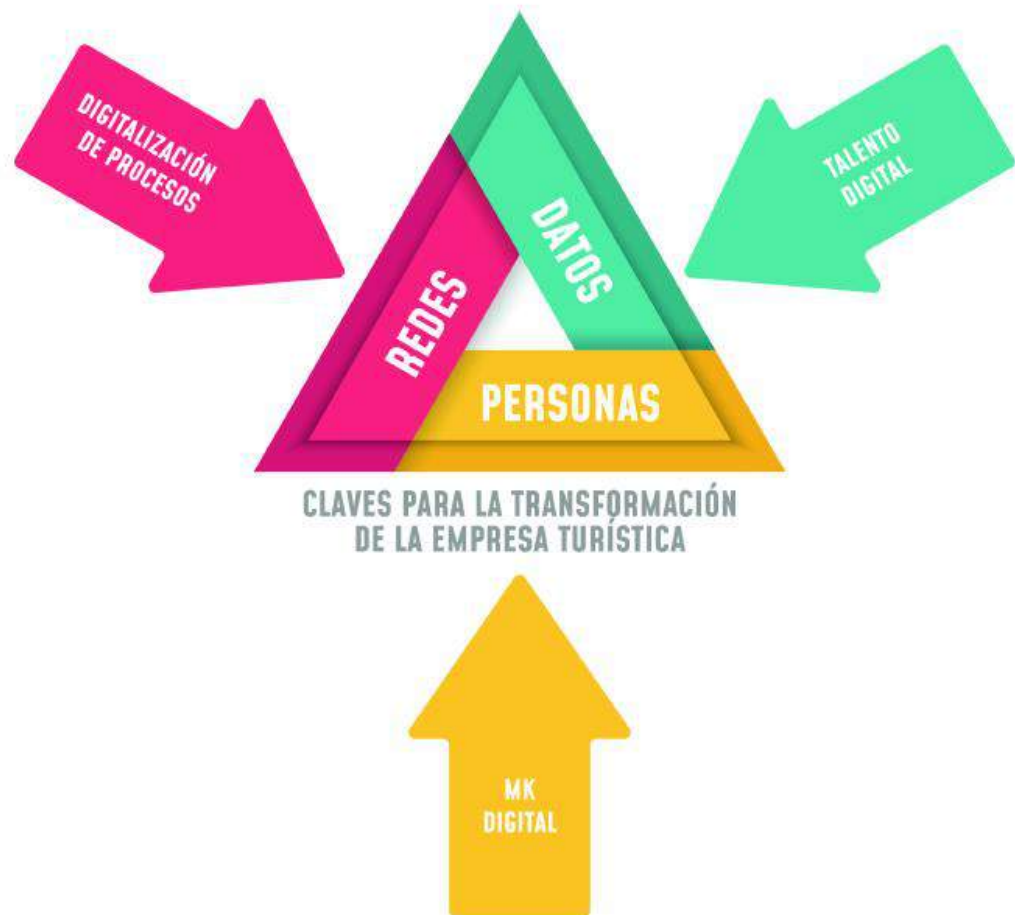 DIGITALIZACIÓN
DE PROCESOS
TALENTO
DIGITAL
REDES
DATOS
PERSONAS
CLAVES PARA LA TRANSFORMACIÓN
DE LA EMPRESA TURÍSTICA
MK
DIGITAL